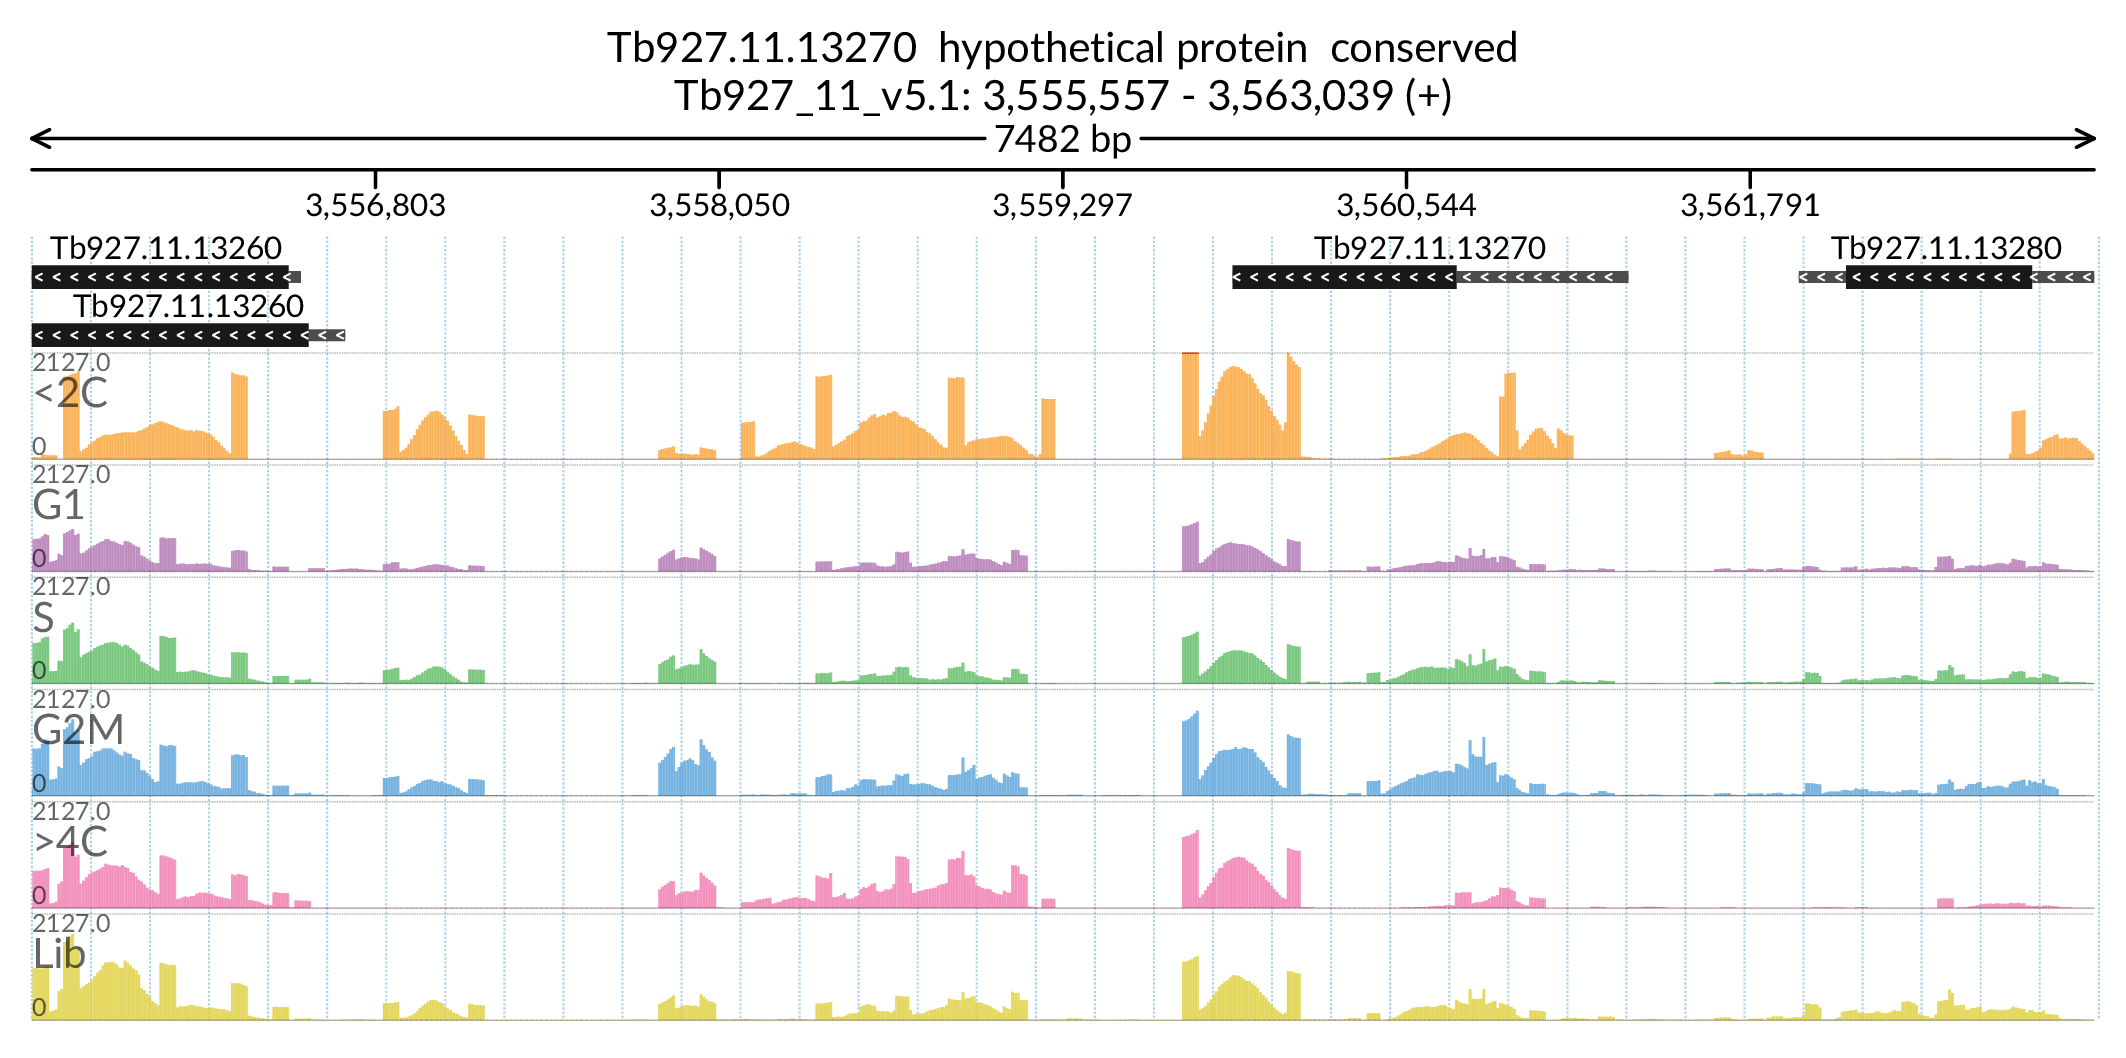 Tb927.11.13270 hypothetical protein conserved
Tb927_11_v5.1: 3,555,557 - 3,563,039 (+)
7482 bp
3,556,803 3,558,050 3,559,297 3,560,544 3,561,791
Tb927.11.13260 Tb927.11.13270 Tb927.11.13280
Tb927.11.13260
2127.0
<2C
0
2127.0
G1
0
2127.0
S
0
2127.0
G2M
0
2127.0
>4C
0
2127.0
Lib
0